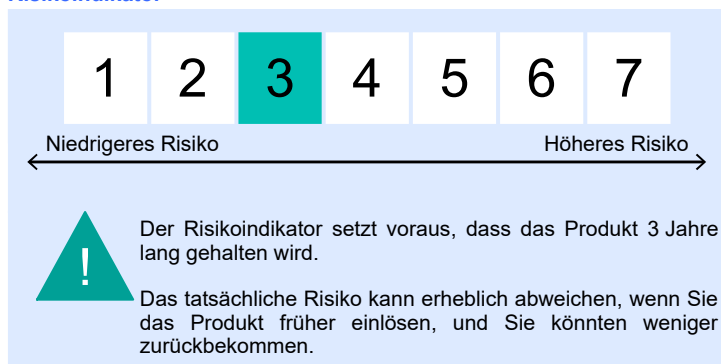 1 2 3 4 5 6 7
Niedrigeres Risiko Höheres Risiko
!
Der Risikoindikator setzt voraus, dass das Produkt 3 Jahre
lang gehalten wird.
Das tatsächliche Risiko kann erheblich abweichen, wenn Sie
das Produkt früher einlösen, und Sie könnten weniger
zurückbekommen.